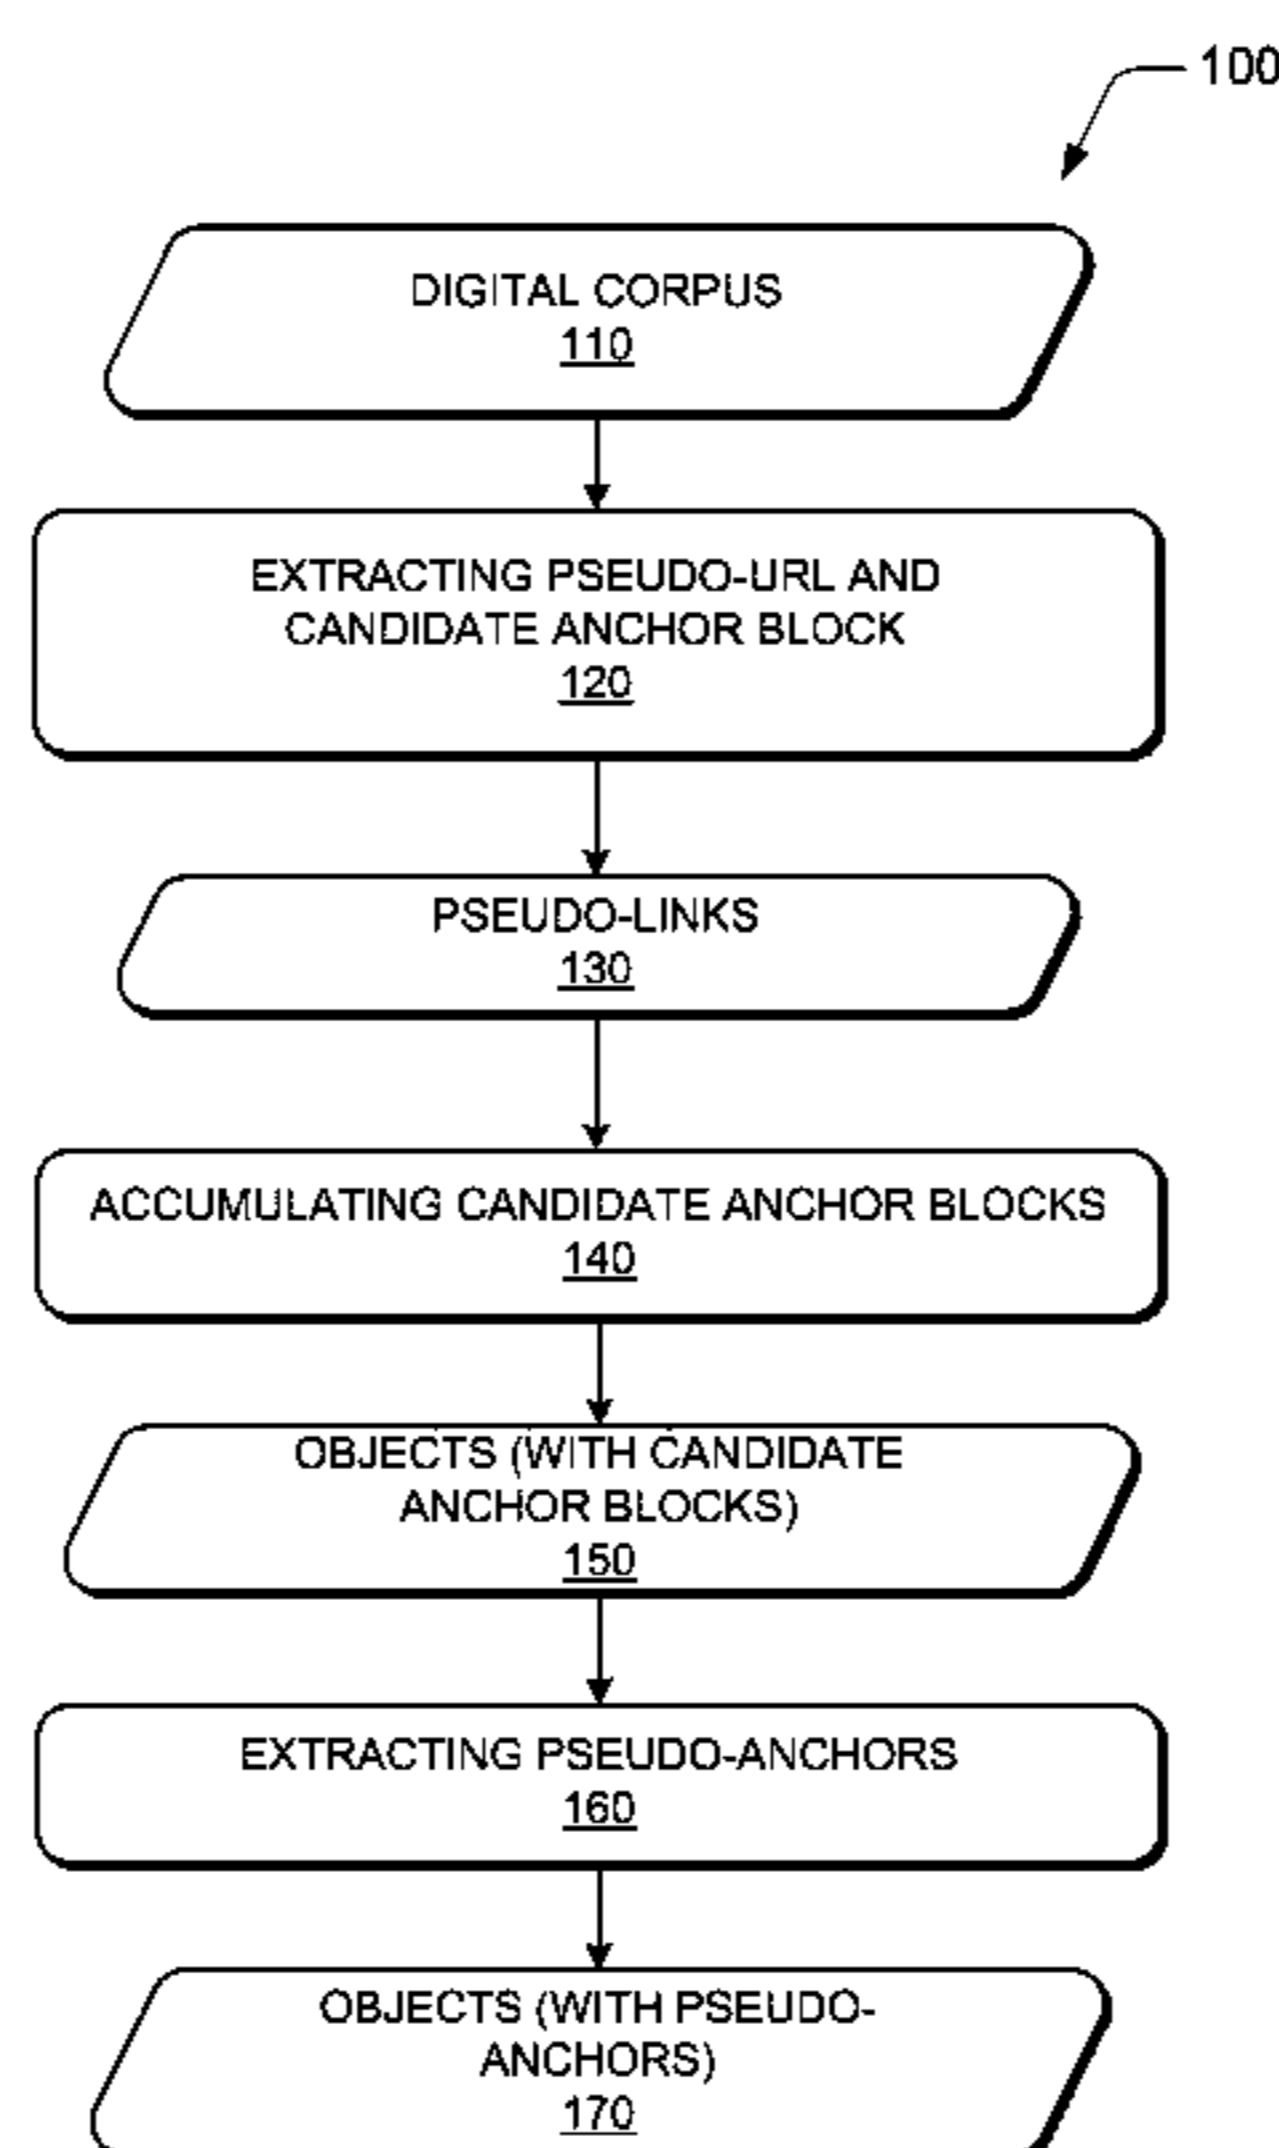 100
DIGITAL CORPUS
110
EXTRACTING PSEUDO-URL AND
CANDIDATE ANCHOR BLOCK
120
PSEUDO-LINKS
130
ACCUMULATING CANDIDATE ANCHOR BLOCKS
140
OBJECTS (WITH CANDIDATE
ANCHOR BLOCKS)
150
EXTRACTING PSEUDO-ANCHORS
160
OBJECTS (WITH PSEUDO-
ANCHORS)
170